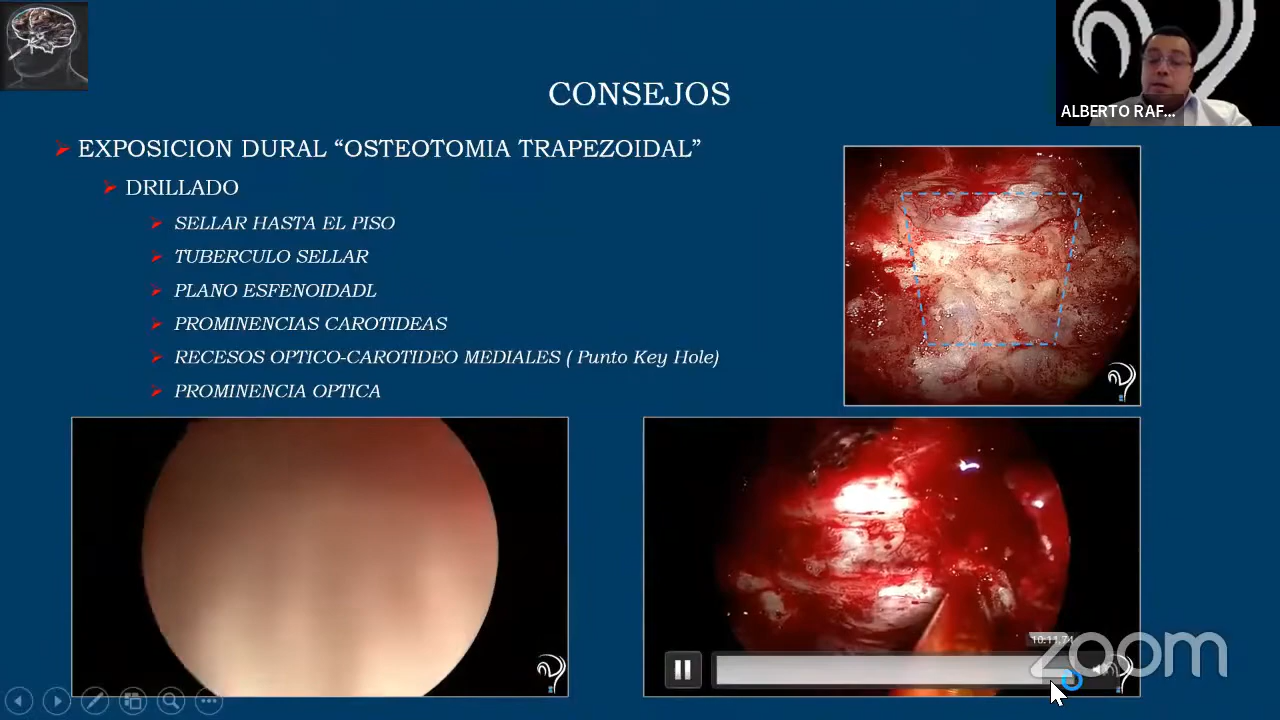 CONSEJOS
ALBERTO RAF...
EXPOSICION DURAL “OSTEOTOMIA TRAPEZOIDAL”
DRILLADO
SELLAR HASTA EL PISO
TUBERCULO SELLAR
PLANO ESFENOIDADL
PROMINENCIAS CAROTIDEAS
RECESOS OPTICO-CAROTIDEO MEDIALES ( Punto Key Hole)
PROMINENCIA OPTICA
zoom